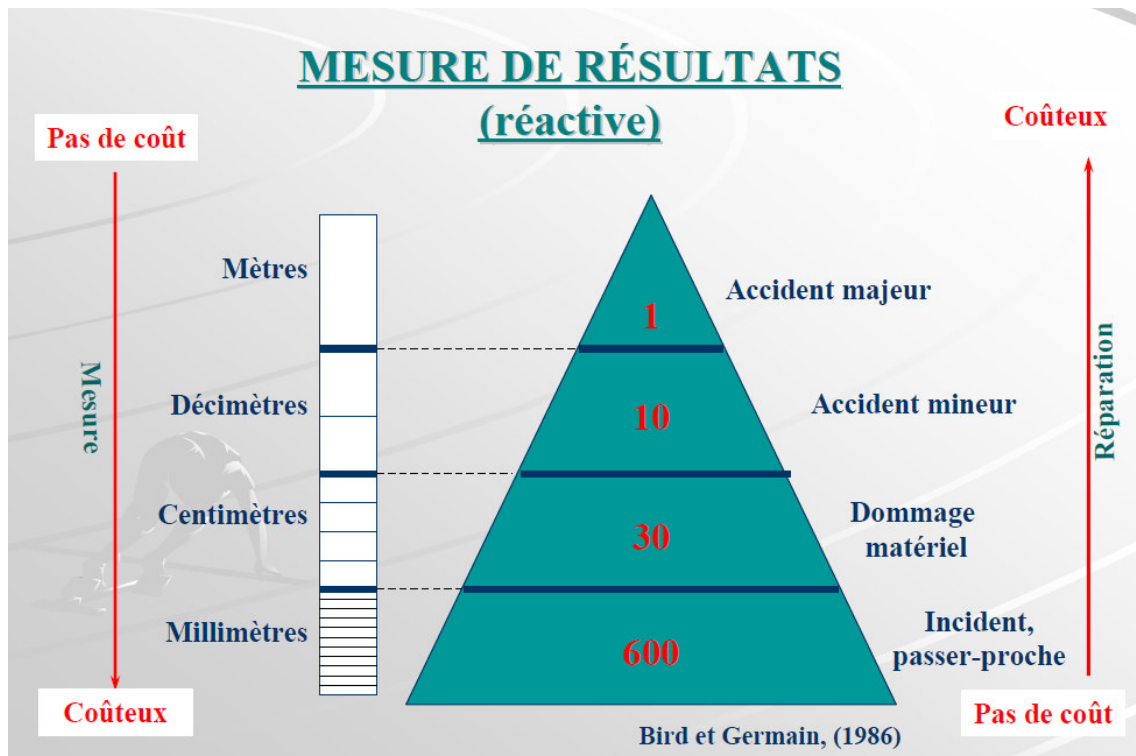 MESURE DE RÉSULTATS
(réactive)
Pas de coût
Coûteux
Mètres
Accident majeur
1
Décimètres
Accident mineur
10
Mesure
Réparation
Centimètres
Dommage
matériel
30
Millimètres
Incident,
passer-proche
600
Coûteux
Pas de coût
Bird et Germain, (1986)